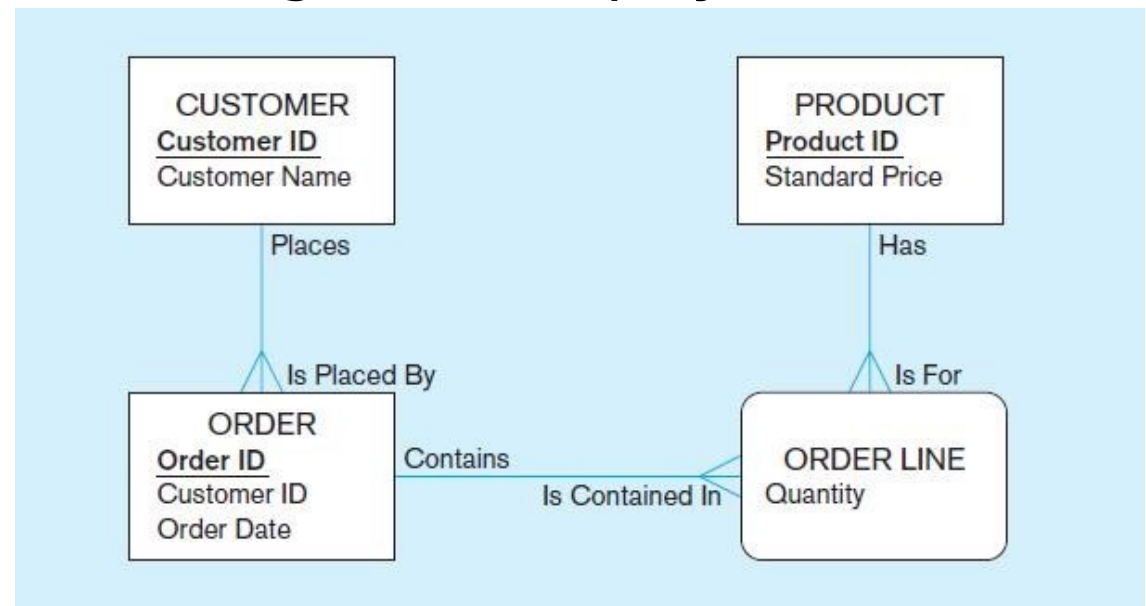 CUSTOMER
Customer ID
Customer Name
PRODUCT
Product ID
Standard Price
Places
Has
Is Placed By
Is For
ORDER
Order ID
Customer ID
Order Date
Contains
Is Contained In
ORDER LINE
Quantity